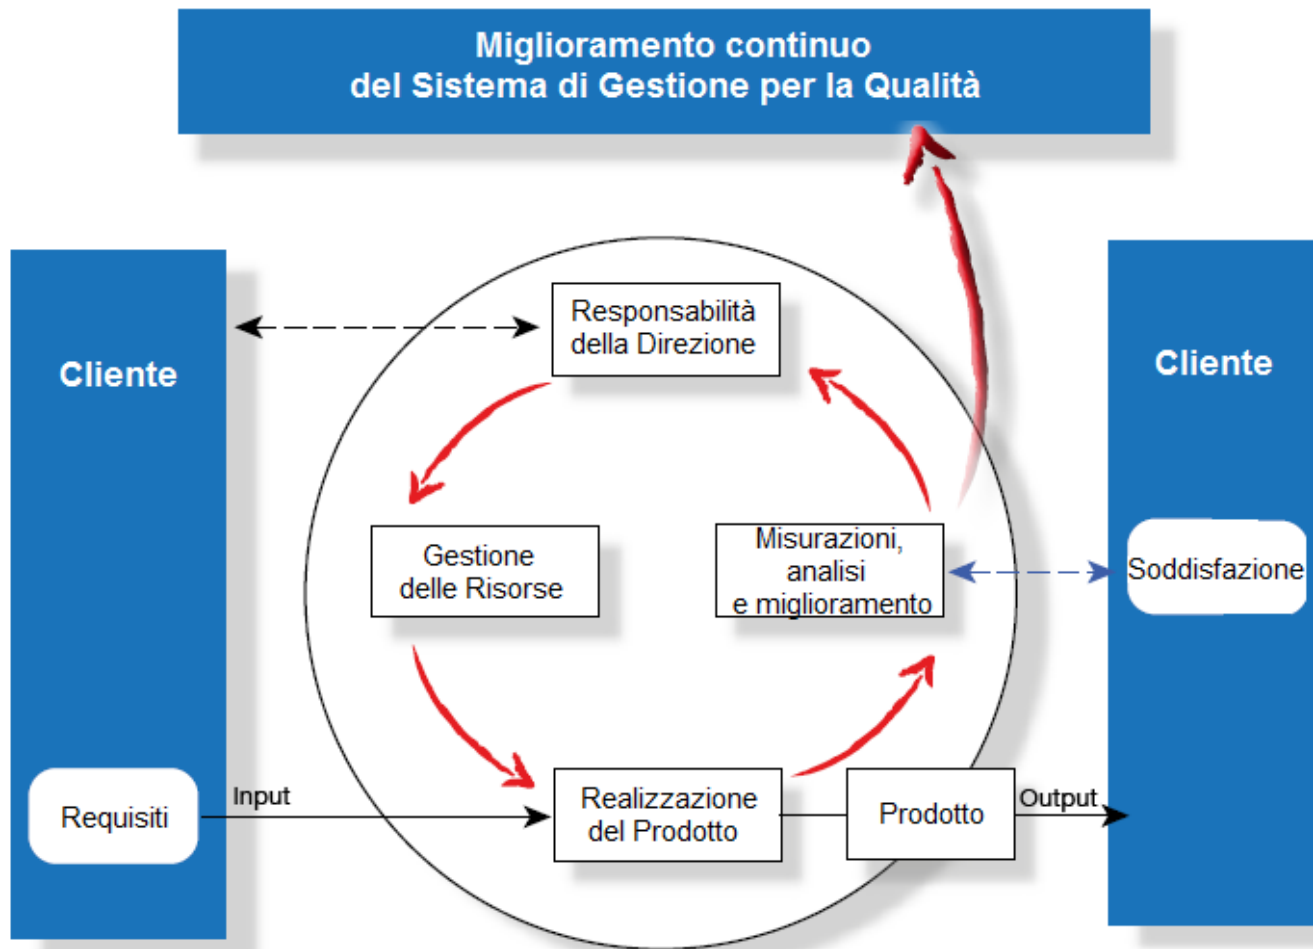 Miglioramento continuo
del Sistema di Gestione per la Qualità
Cliente
Responsabilità
della Direzione
Cliente
Gestione
delle Risorse
Misurazioni,
analisi
e miglioramento
Soddisfazione
Requisiti
Input
Realizzazione
del Prodotto
Prodotto
Output